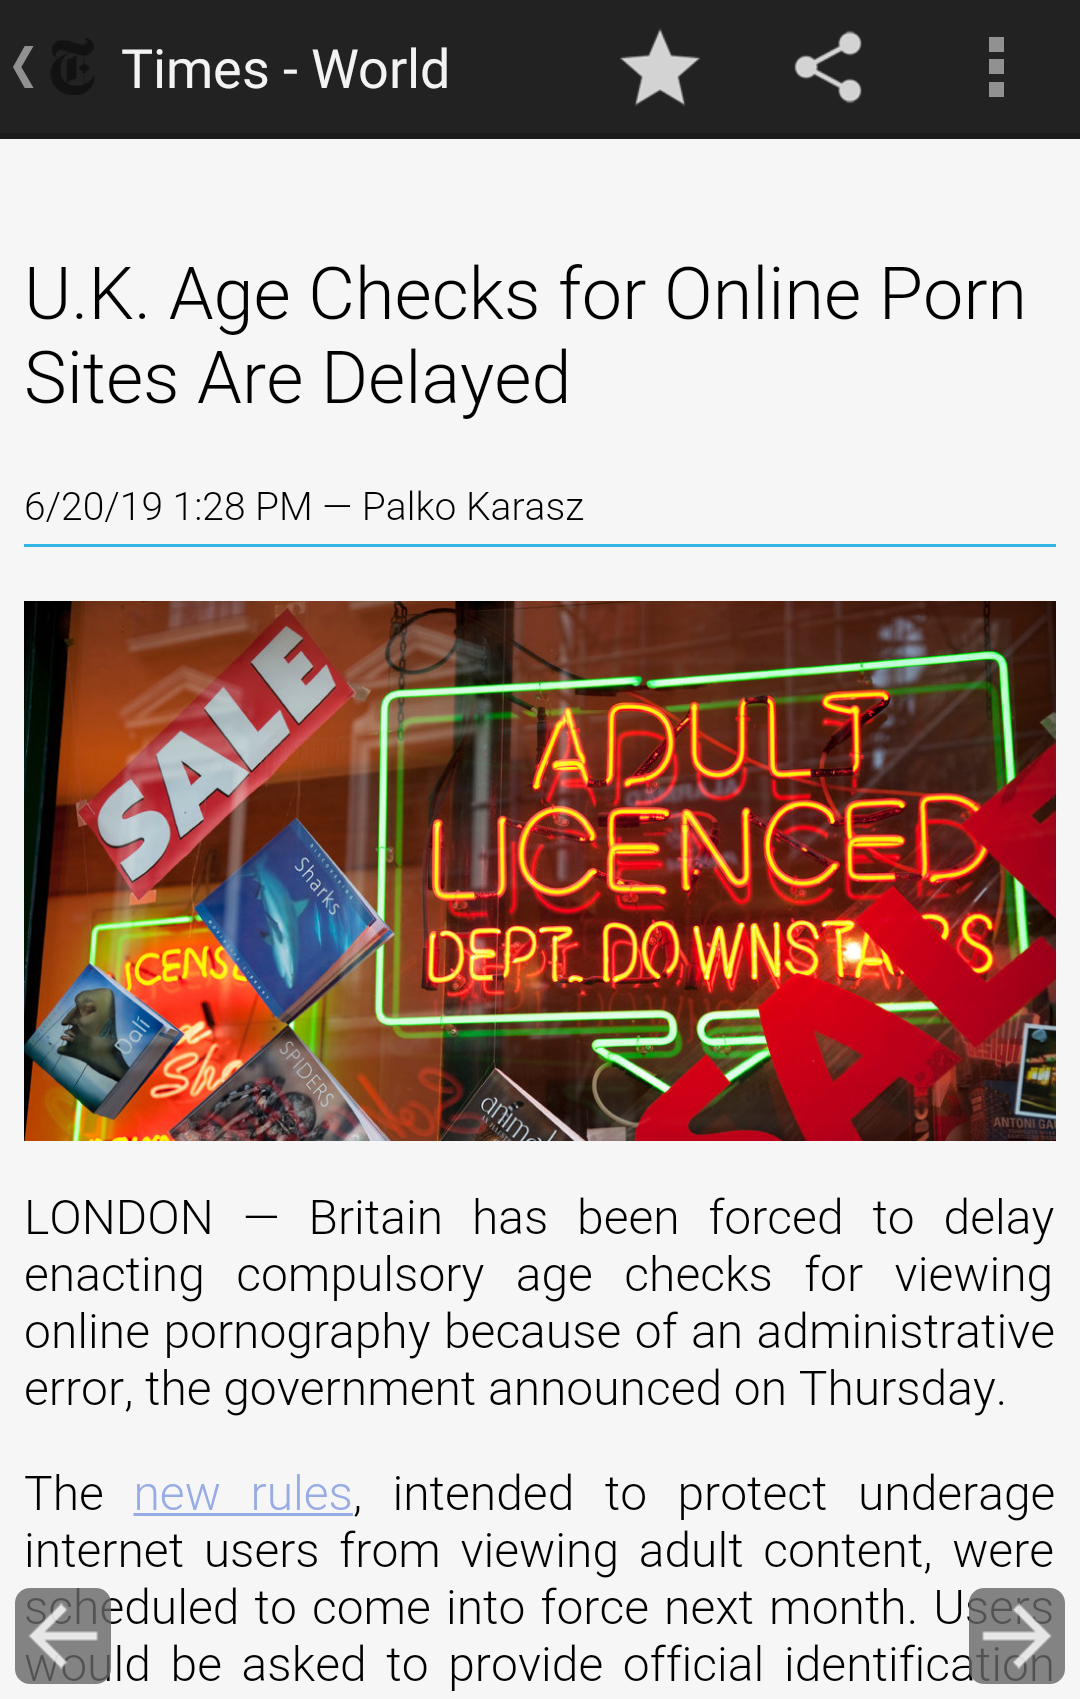 Times - World
U.K. Age Checks for Online Porn
Sites Are Delayed
6/20/19 1:28 PM — Palko Karasz
SALE
ADULT
LICENCED
DEPT. DOWNSTAIRS
Sharks
ICENS
Dalí
Sho
SPIDERS
animal
SALE
ANTONI GA
LONDON — Britain has been forced to delay
enacting compulsory age checks for viewing
online pornography because of an administrative
error, the government announced on Thursday.
The new rules, intended to protect underage
internet users from viewing adult content, were
scheduled to come into force next month. Users
would be asked to provide official identification